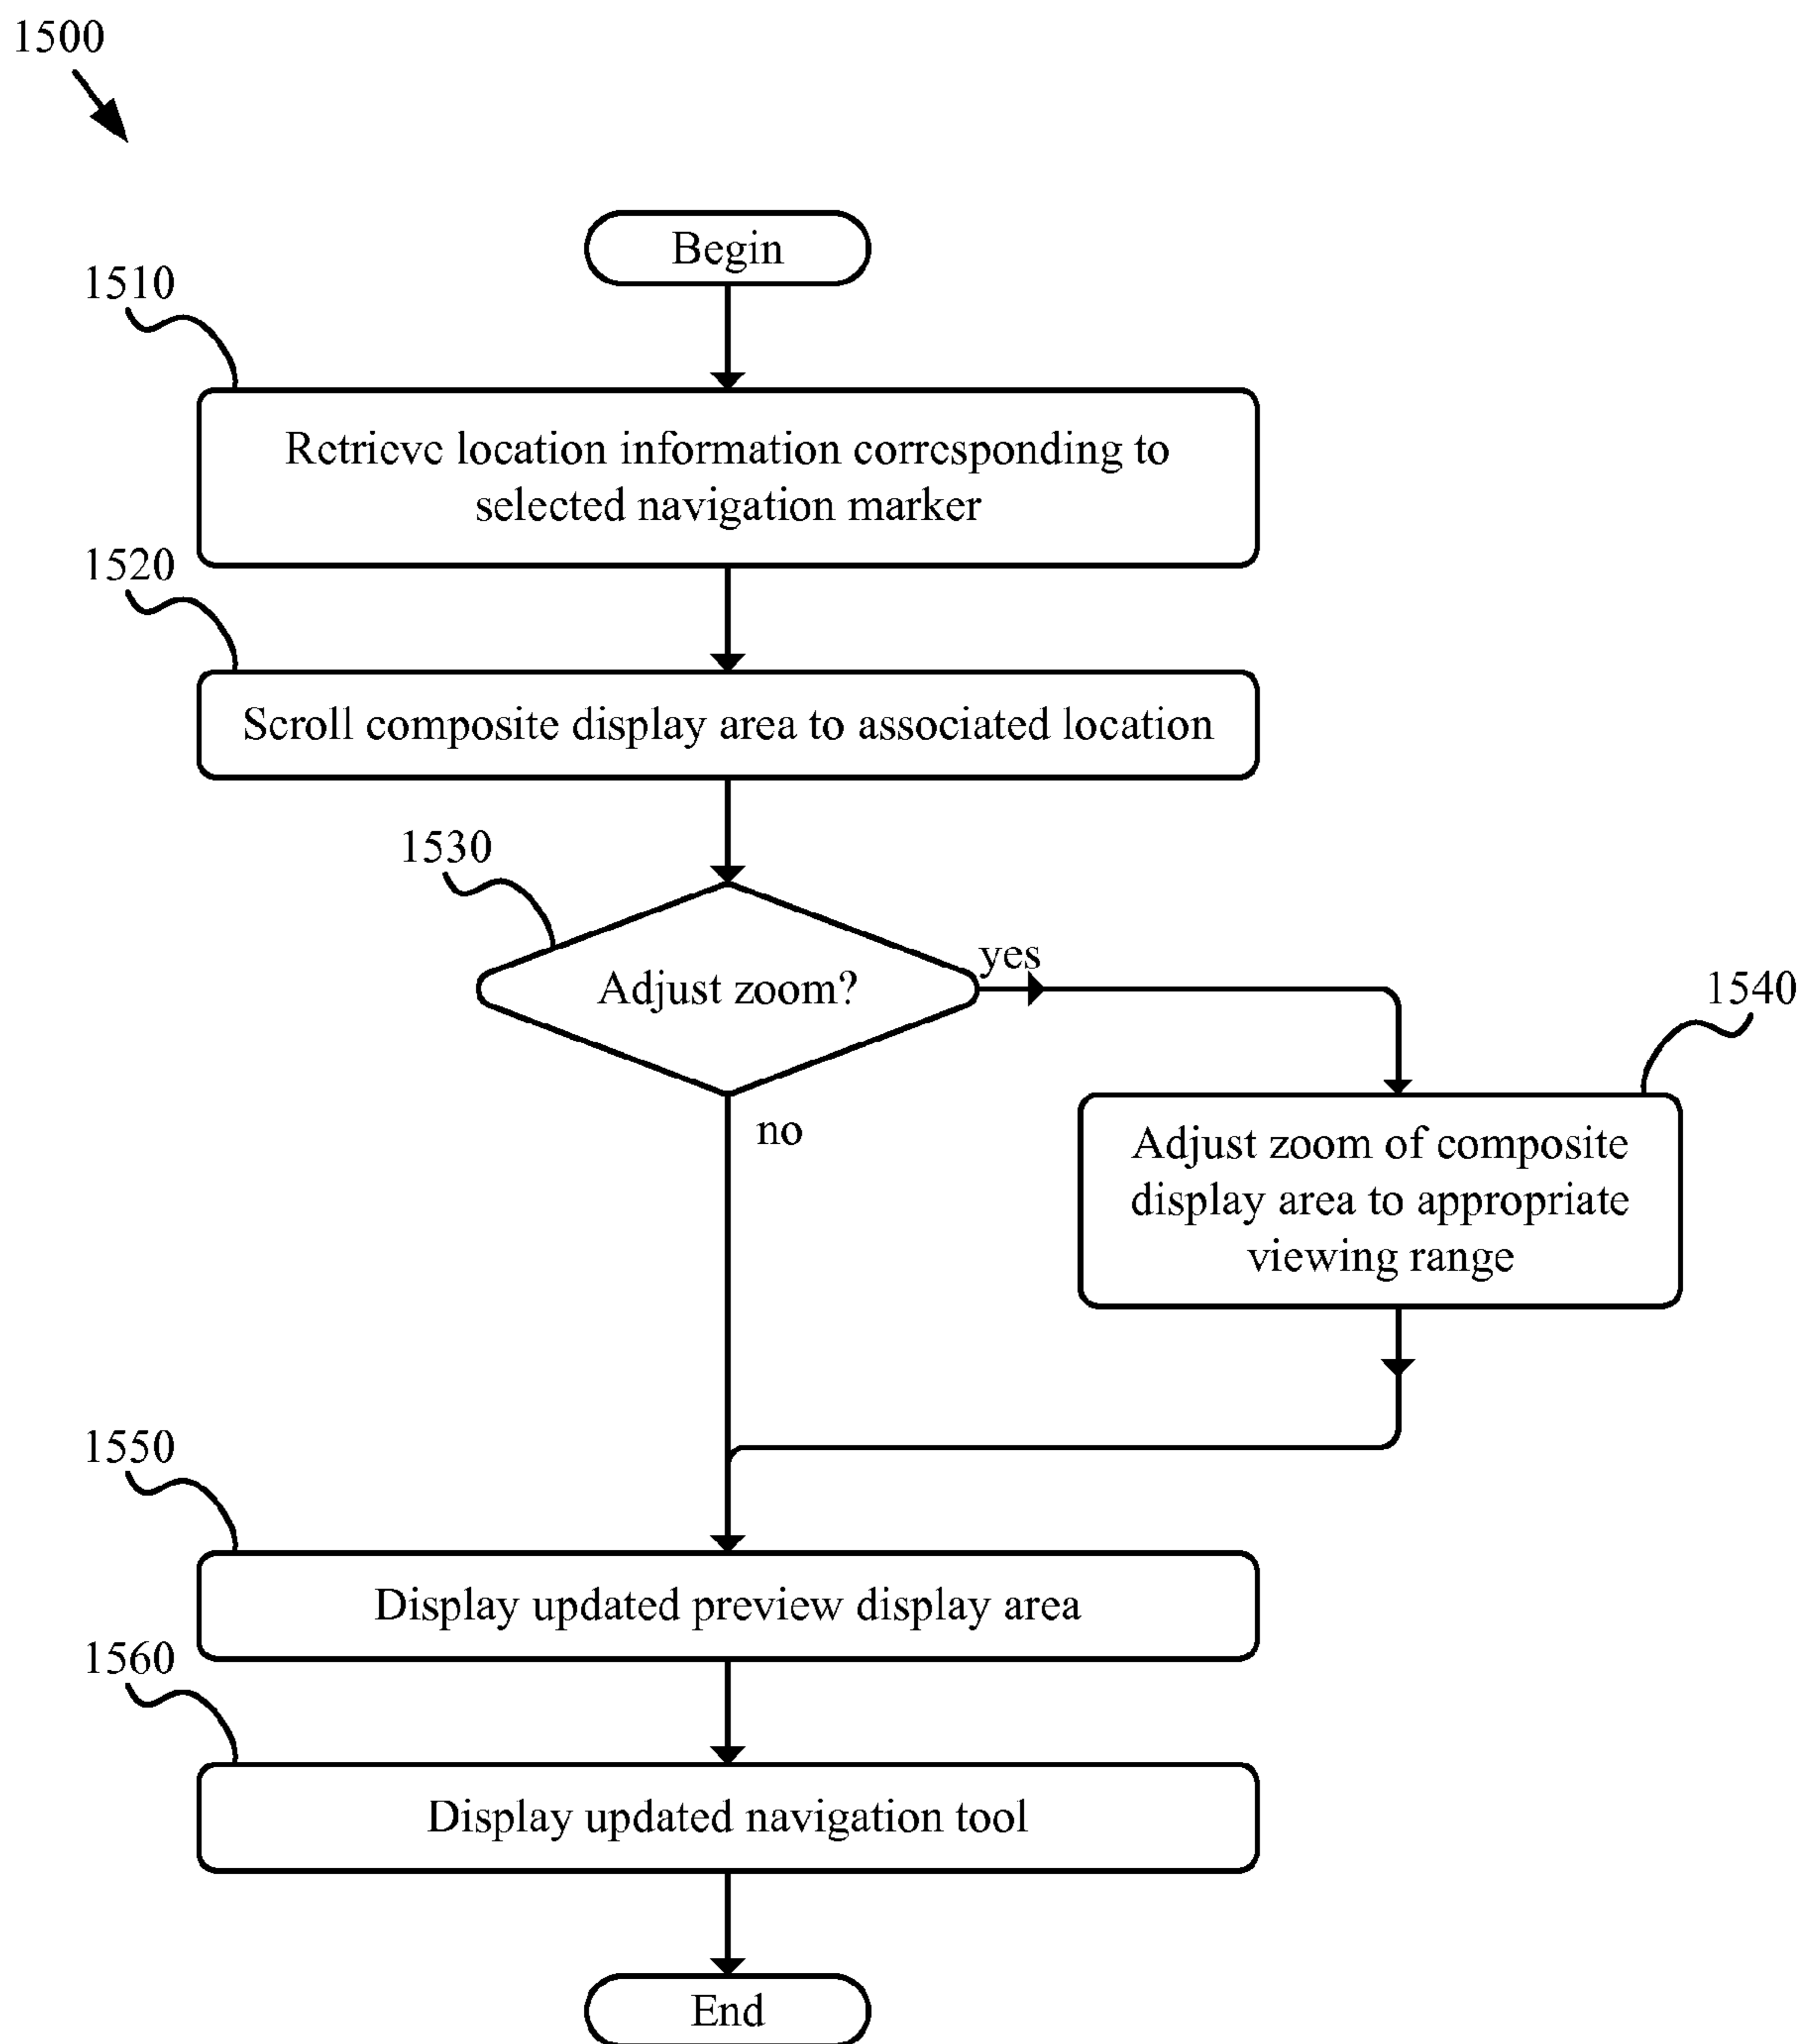 1500
Begin
1510
Retrieve location information corresponding to
selected navigation marker
1520
Scroll composite display area to associated location
1530
Adjust zoom?
yes
1540
no
Adjust zoom of composite
display area to appropriate
viewing range
1550
Display updated preview display area
1560
Display updated navigation tool
End